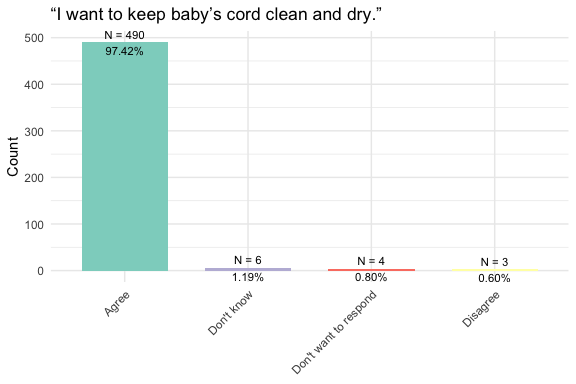 “I want to keep baby’s cord clean and dry.”
Count
500
400
300
200
100
0
N = 490
97.42%
N = 6
1.19%
N = 4
0.80%
N = 3
0.60%
Agree
Don't know
Don't want to respond
Disagree